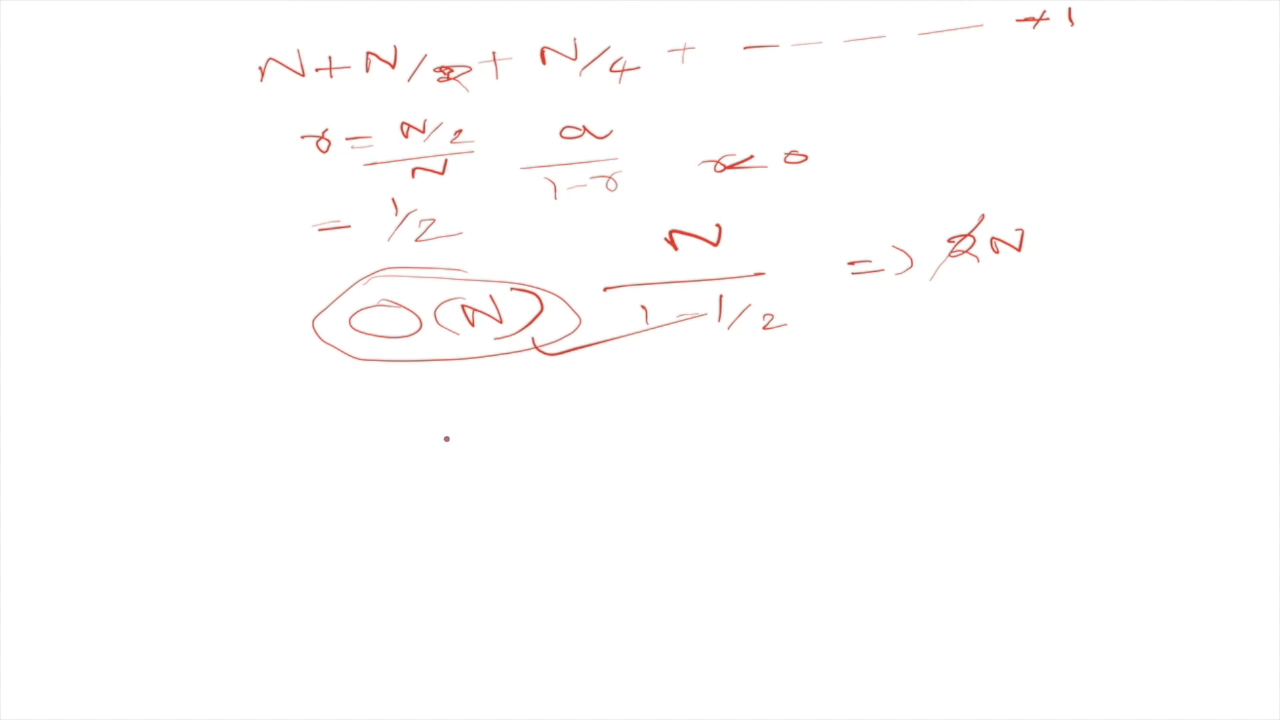 N + N/2 + N/4 + - - - - - + 1
r = N/2 / N    a / 1-r    r < 0
= 1/2
N / 1 - 1/2 => 2N
O(N)